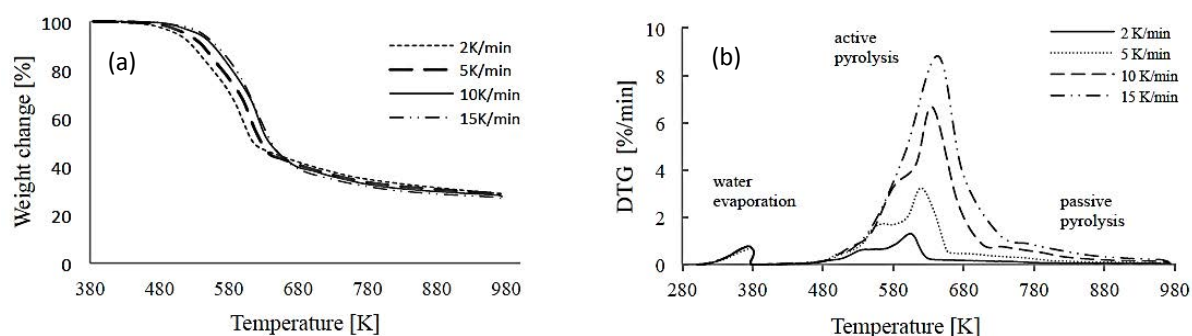 (a)
Weight change [%]
100
80
60
40
20
0
380 480 580 680 780 880 980
Temperature [K]
2K/min
5K/min
10K/min
15K/min
(b)
DTG [%/min]
10
8
6
4
2
0
280 380 480 580 680 780 880 980
Temperature [K]
water
evaporation
active
pyrolysis
passive
pyrolysis
2 K/min
5 K/min
10 K/min
15 K/min